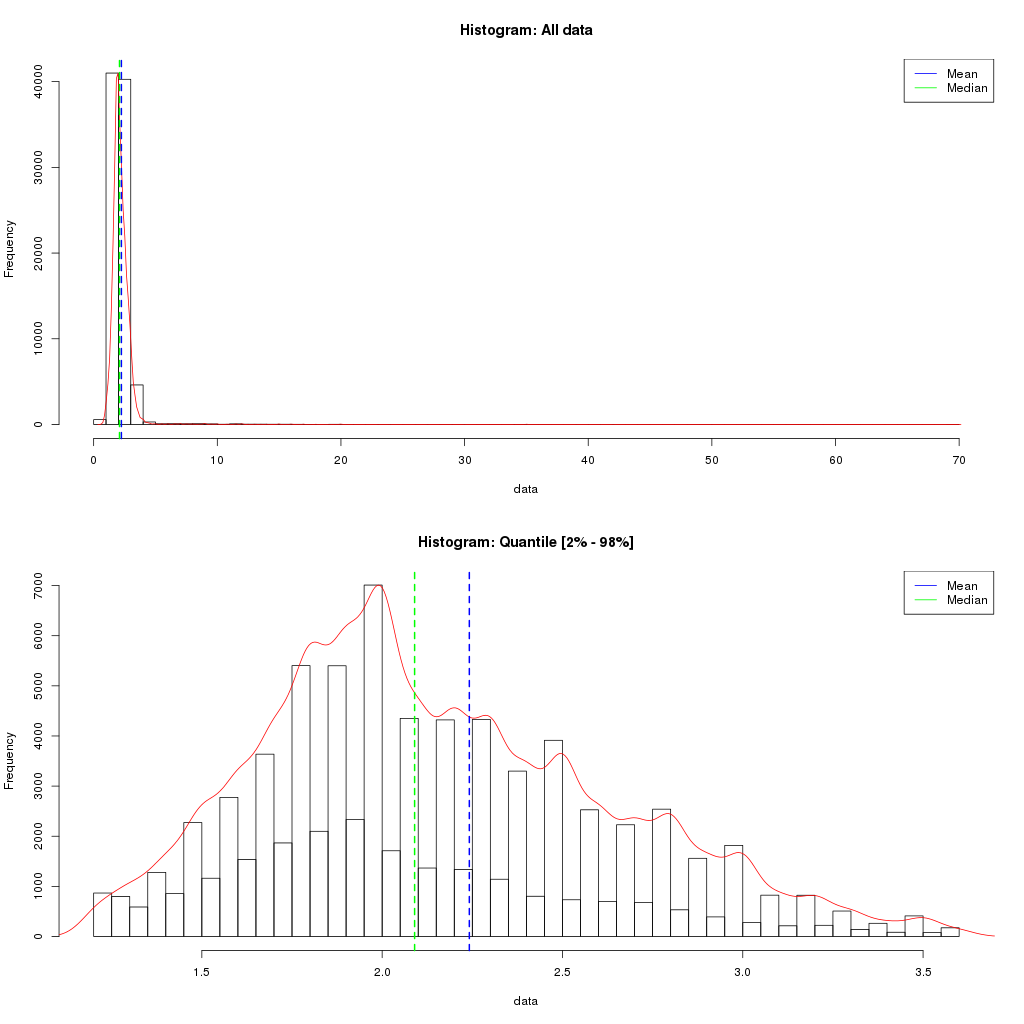 Histogram: All data
Mean
Median
Frequency
40000
30000
20000
10000
0
0 10 20 30 40 50 60 70
data
Histogram: Quantile [2% - 98%]
Mean
Median
Frequency
7000
6000
5000
4000
3000
2000
1000
0
1.5 2.0 2.5 3.0 3.5
data